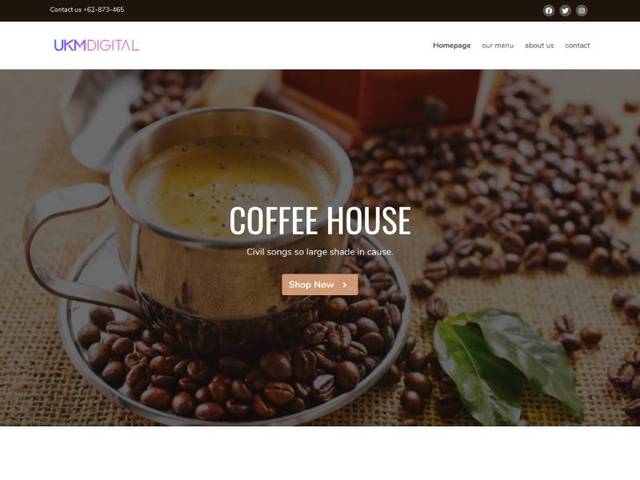 Contact us +62-873-465
UKMDIGITAL
Homepage our menu about us contact
COFFEE HOUSE
Civil songs so large shade in cause.
Shop Now